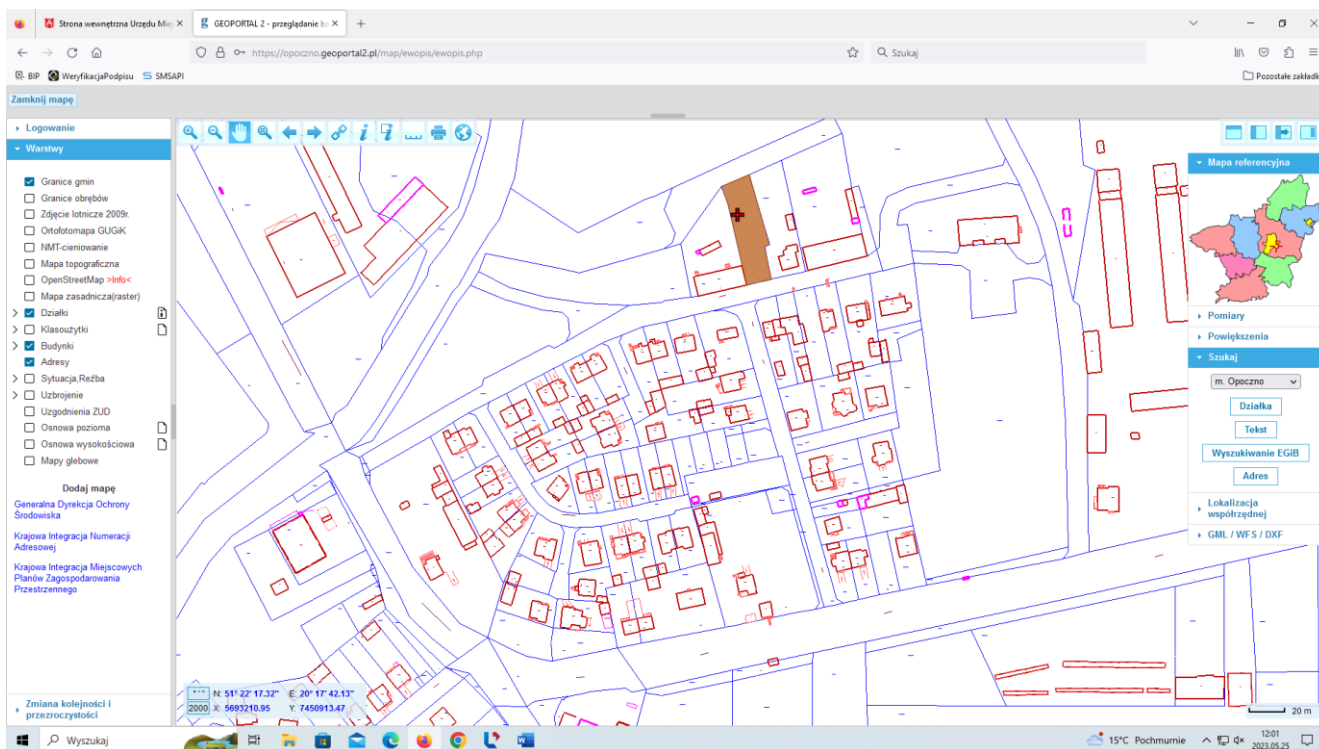 Strona wewnętrzna Urzędu Miej
GEOPORTAL 2 - przeglądanie ba
https://opoczno.geoportal2.pl/map/ewopis/ewopis.php
Szukaj
BIP
WeryfikacjaPodpisu
SMSAPI
Pozostałe zakładki
Zamknij mapę
Logowanie
Warstwy
Granice gmin
Granice obrębów
Zdjęcie lotnicze 2009r.
Ortofotomapa GUGiK
NMT-cieniowanie
Mapa topograficzna
OpenStreetMap >Info<
Mapa zasadnicza(raster)
Działki
Klasoużytki
Budynki
Adresy
Sytuacja,Reźba
Uzbrojenie
Uzgodnienia ZUD
Osnowa pozioma
Osnowa wysokościowa
Mapy glebowe
Dodaj mapę
Generalna Dyrekcja Ochrony
Środowiska
Krajowa Integracja Numeracji
Adresowej
Krajowa Integracja Miejscowych
Planów Zagospodarowania
Przestrzennego
Zmiana kolejności i
przezroczystości
N: 51° 22' 17.32" E: 20° 17' 42.13"
2000 X: 5693210.95 Y: 7450913.47
Mapa referencyjna
Pomiary
Powiększenia
Szukaj
m. Opoczno
Działka
Tekst
Wyszukiwanie EGiB
Adres
Lokalizacja
współrzędnej
GML / WFS / DXF
20 m
Wyszukaj
15°C Pochmurnie
12:01
2023.05.25